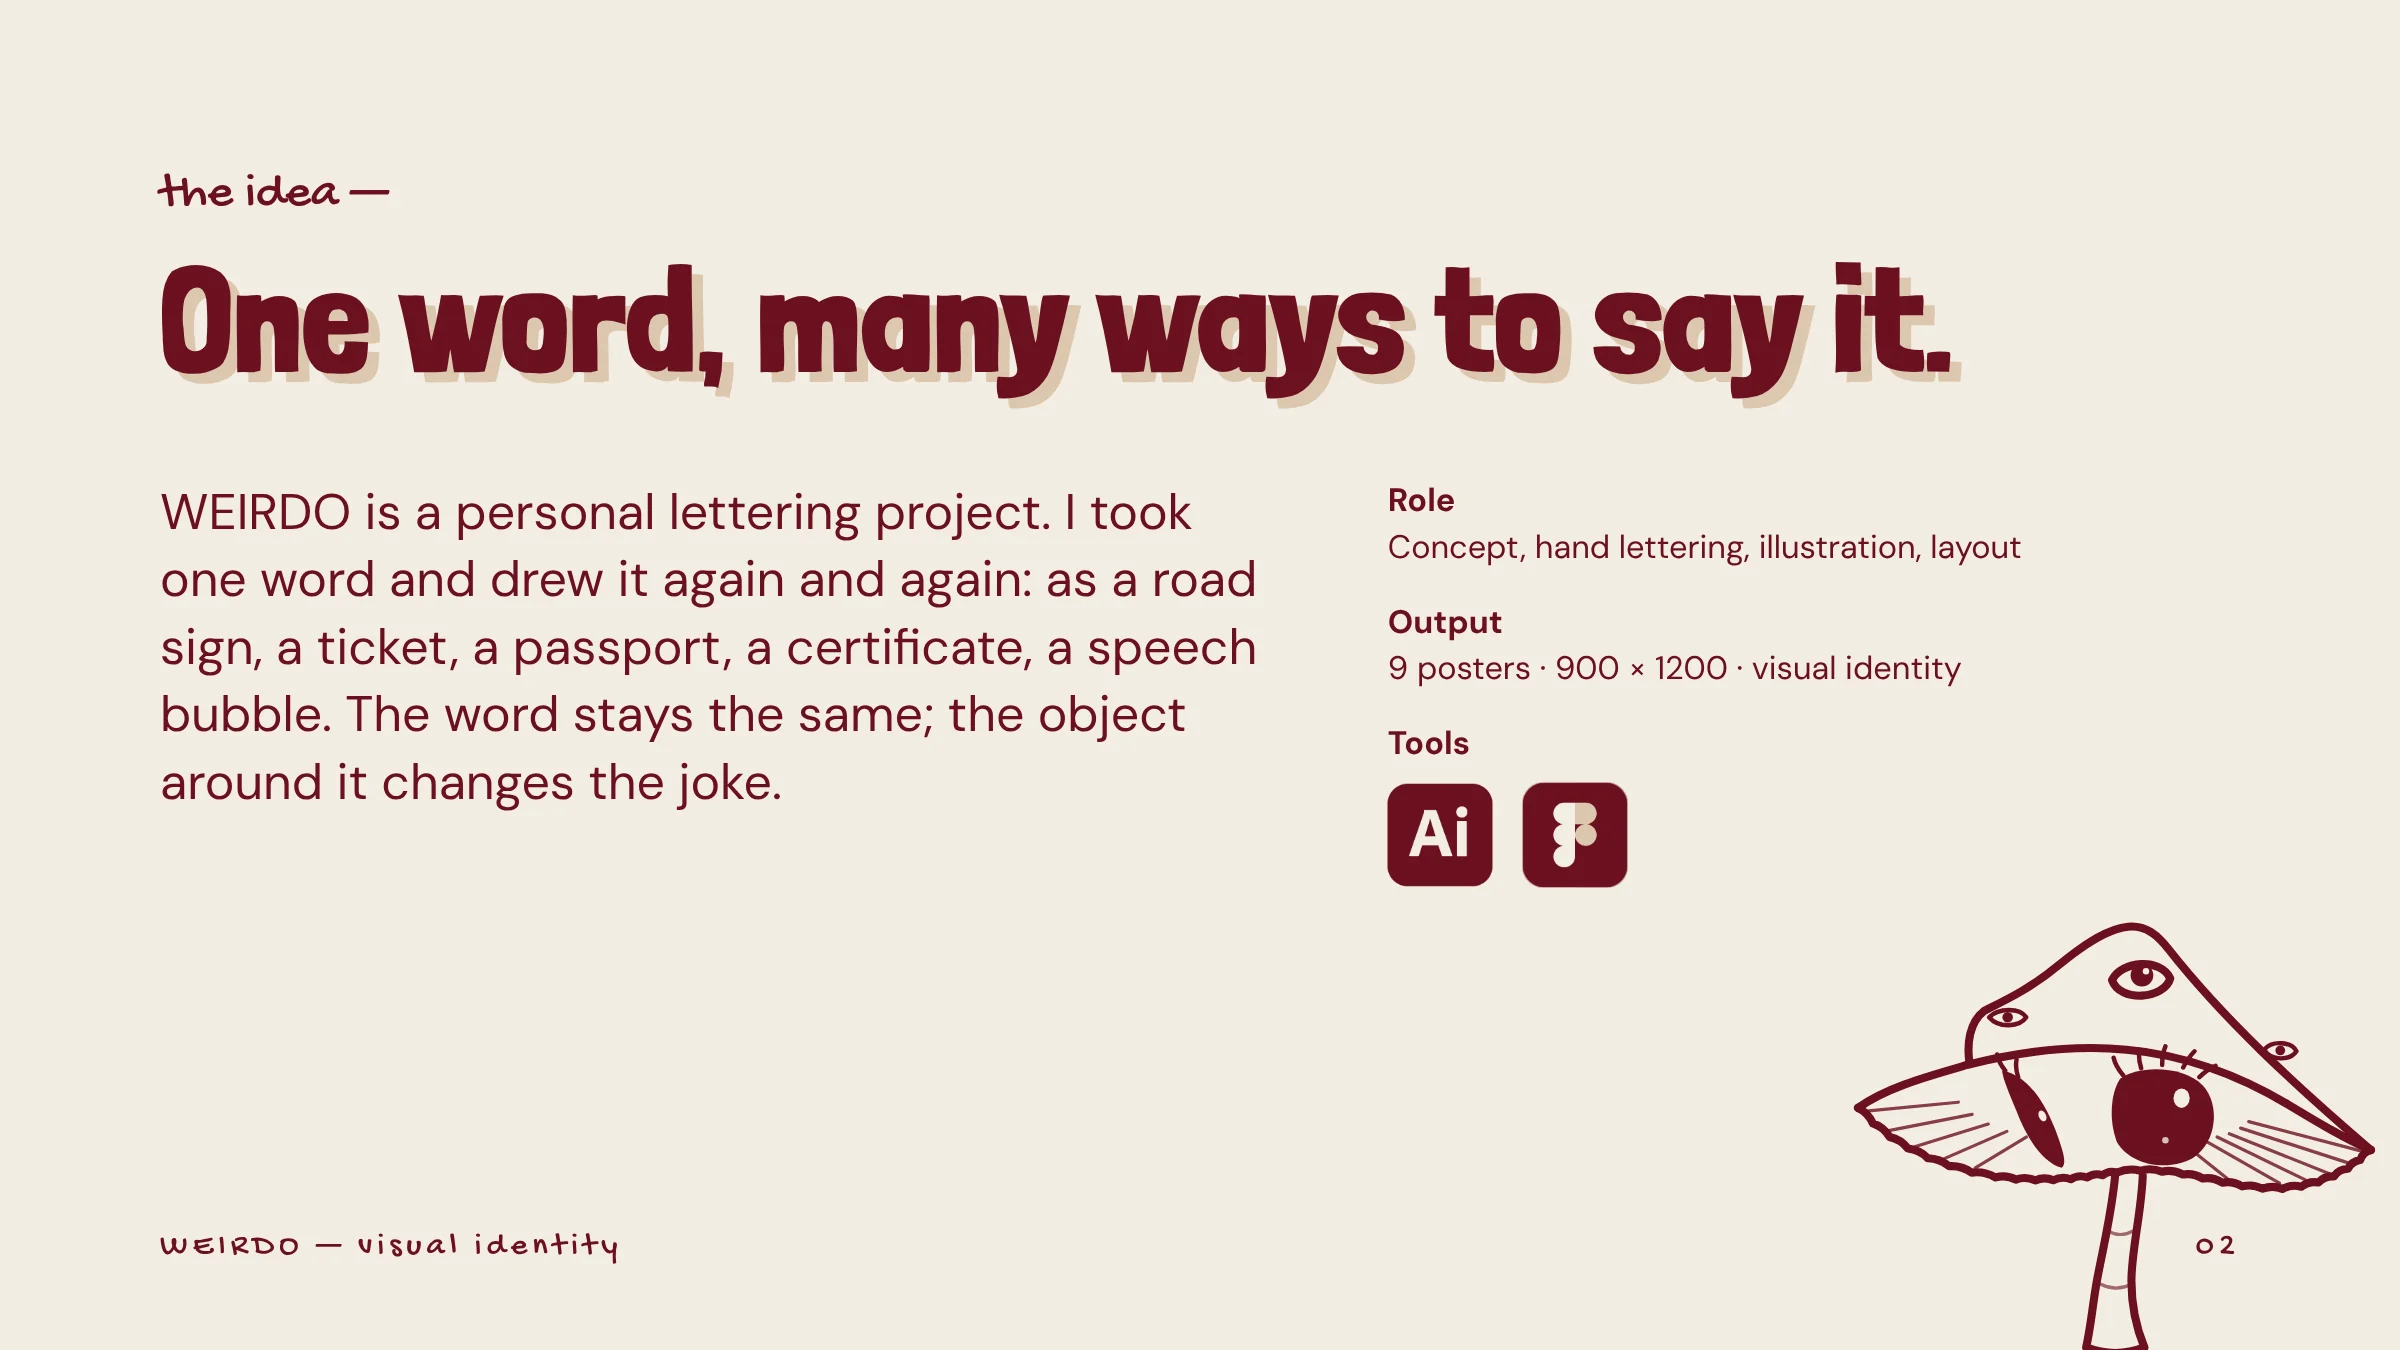 the idea —
One word, many ways to say it.
WEIRDO is a personal lettering project. I took
one word and drew it again and again: as a road
sign, a ticket, a passport, a certificate, a speech
bubble. The word stays the same; the object
around it changes the joke.
Role
Concept, hand lettering, illustration, layout
Output
9 posters · 900 × 1200 · visual identity
Tools
Ai
WEIRDO — visual identity
02